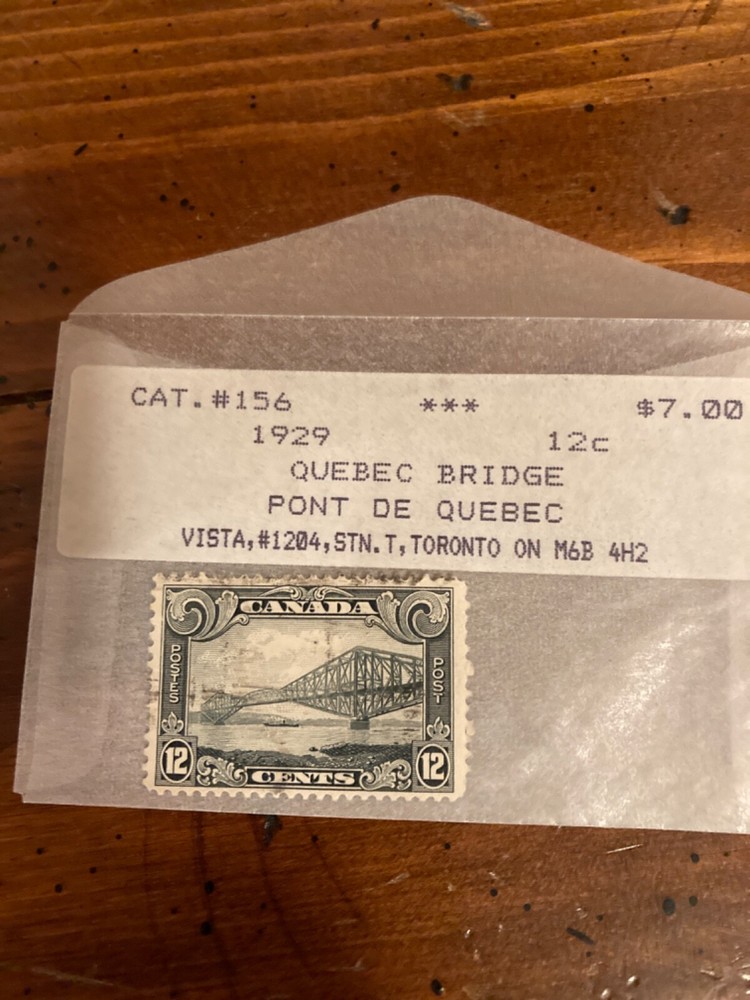 CAT.#156 *** $7.00
1929 12c
QUEBEC BRIDGE
PONT DE QUEBEC
VISTA,#1204,STN.T,TORONTO ON M6B 4H2
CANADA
POSTES
POST
12 CENTS 12